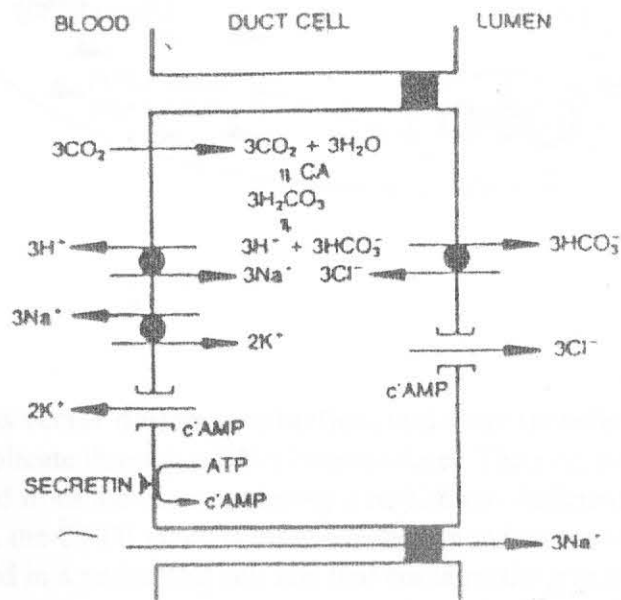 BLOOD DUCT CELL LUMEN
3CO₂ 3CO₂ + 3H₂O
CA
3H₂CO₃
3H⁺ 3H⁺ + 3HCO₃⁻ 3HCO₃⁻
3Na⁺ 3Cl⁻
3Na⁺
2K⁺ 3Cl⁻
c'AMP
2K⁺
c'AMP
ATP
SECRETIN
c'AMP
3Na⁺